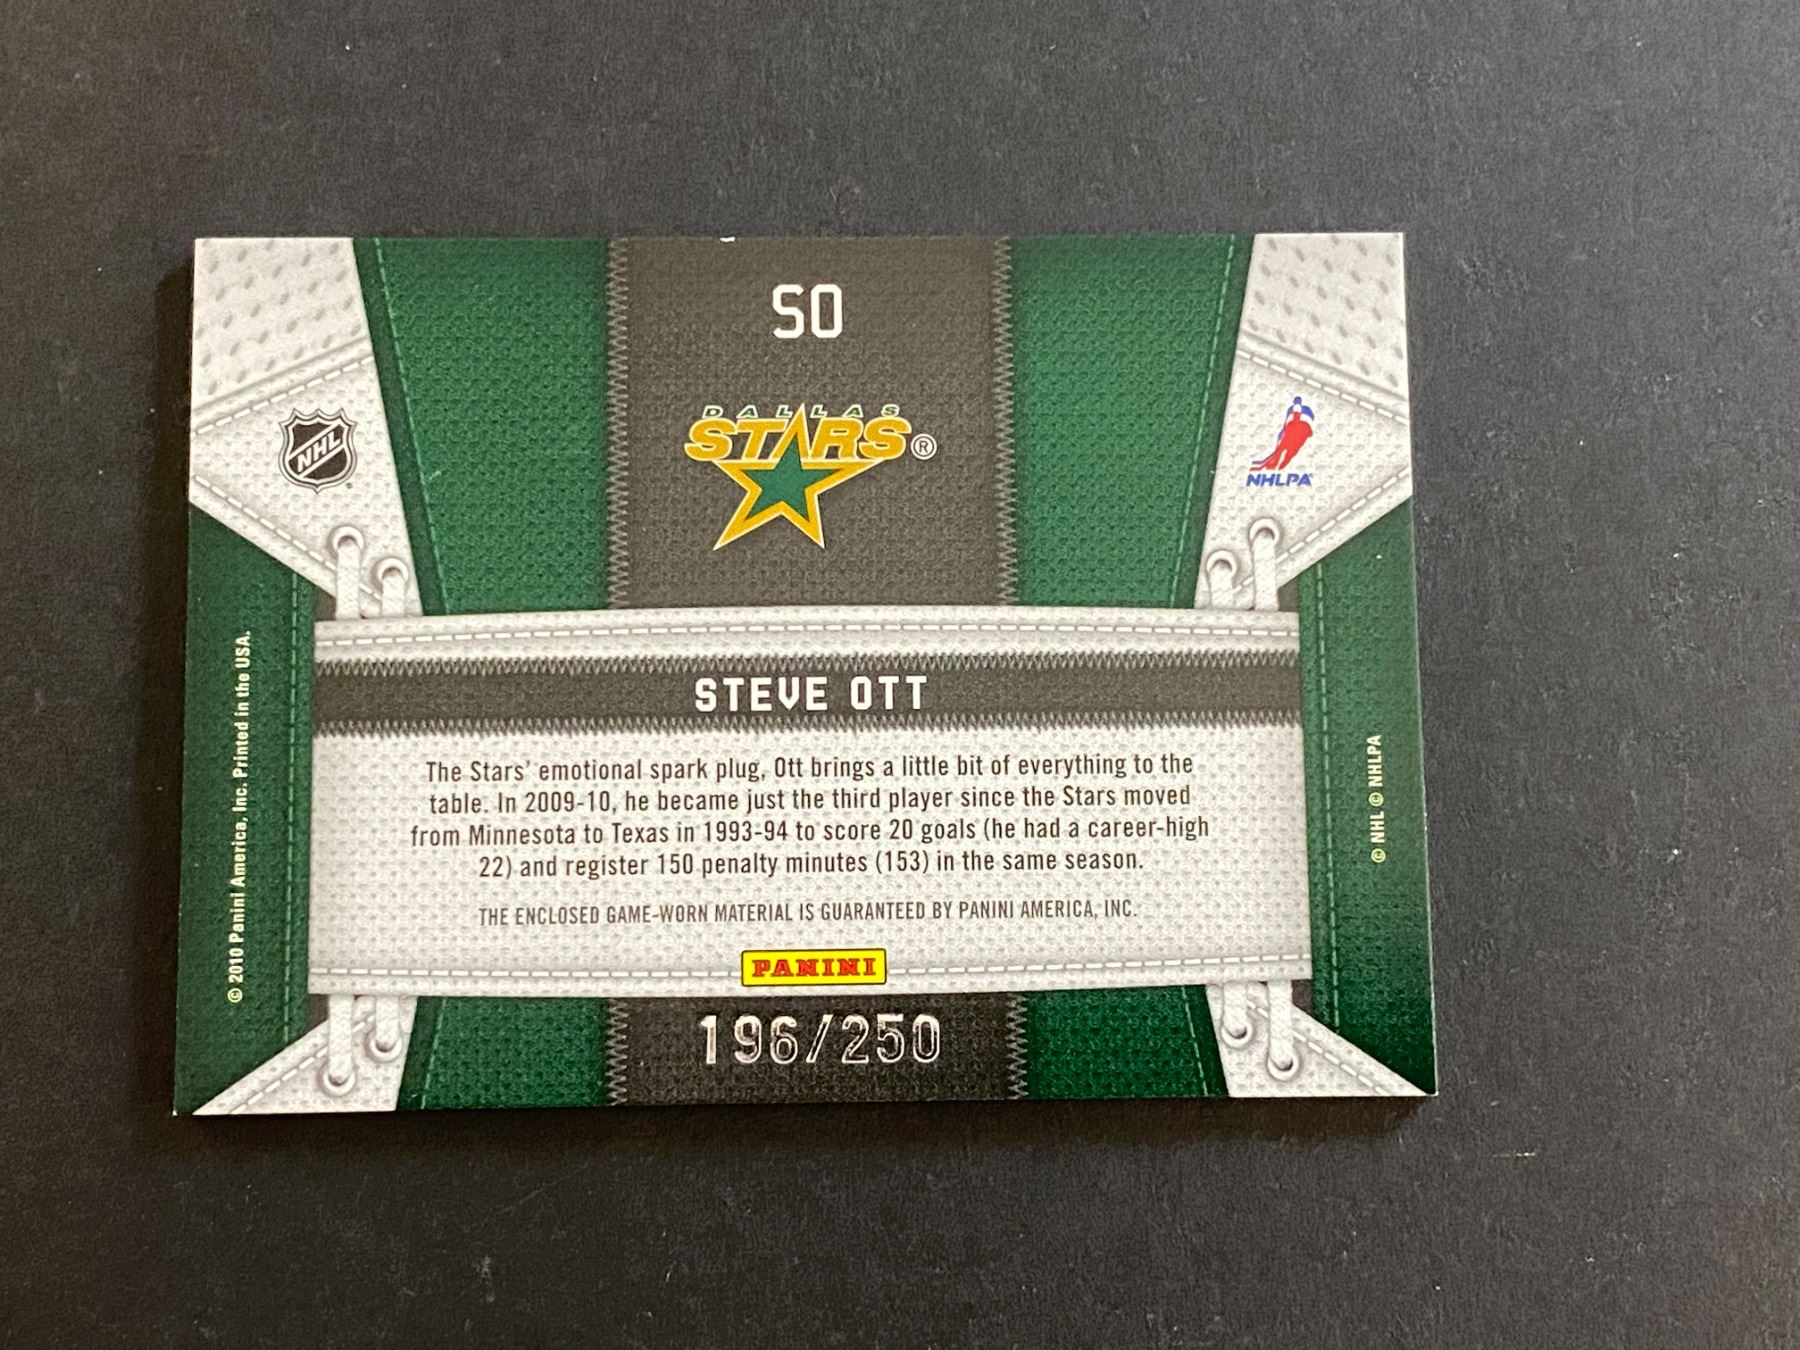 SO
DALLAS
STARS®
NHL
NHLPA
STEVE OTT
The Stars' emotional spark plug, Ott brings a little bit of everything to the
table. In 2009-10, he became just the third player since the Stars moved
from Minnesota to Texas in 1993-94 to score 20 goals (he had a career-high
22) and register 150 penalty minutes (153) in the same season.
THE ENCLOSED GAME-WORN MATERIAL IS GUARANTEED BY PANINI AMERICA, INC.
PANINI
196/250
© 2010 Panini America, Inc. Printed in the USA.
© NHL © NHLPA